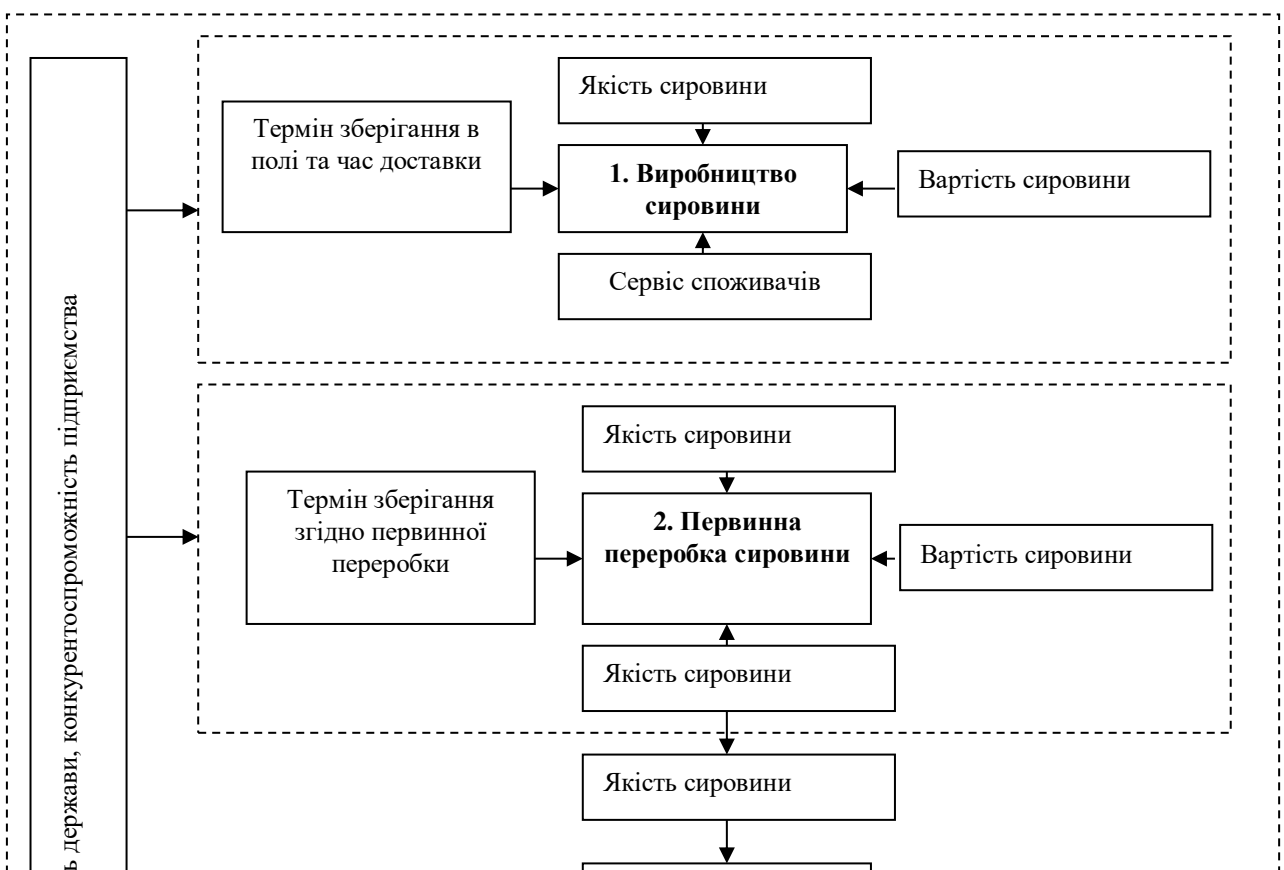 Якість сировини
Термін зберігання в
полі та час доставки
1. Виробництво
сировини
Вартість сировини
Сервіс споживачів
Якість сировини
Термін зберігання
згідно первинної
переробки
2. Первинна
переробка сировини
Вартість сировини
Якість сировини
Якість сировини
ь держави, конкурентоспроможність підприємства